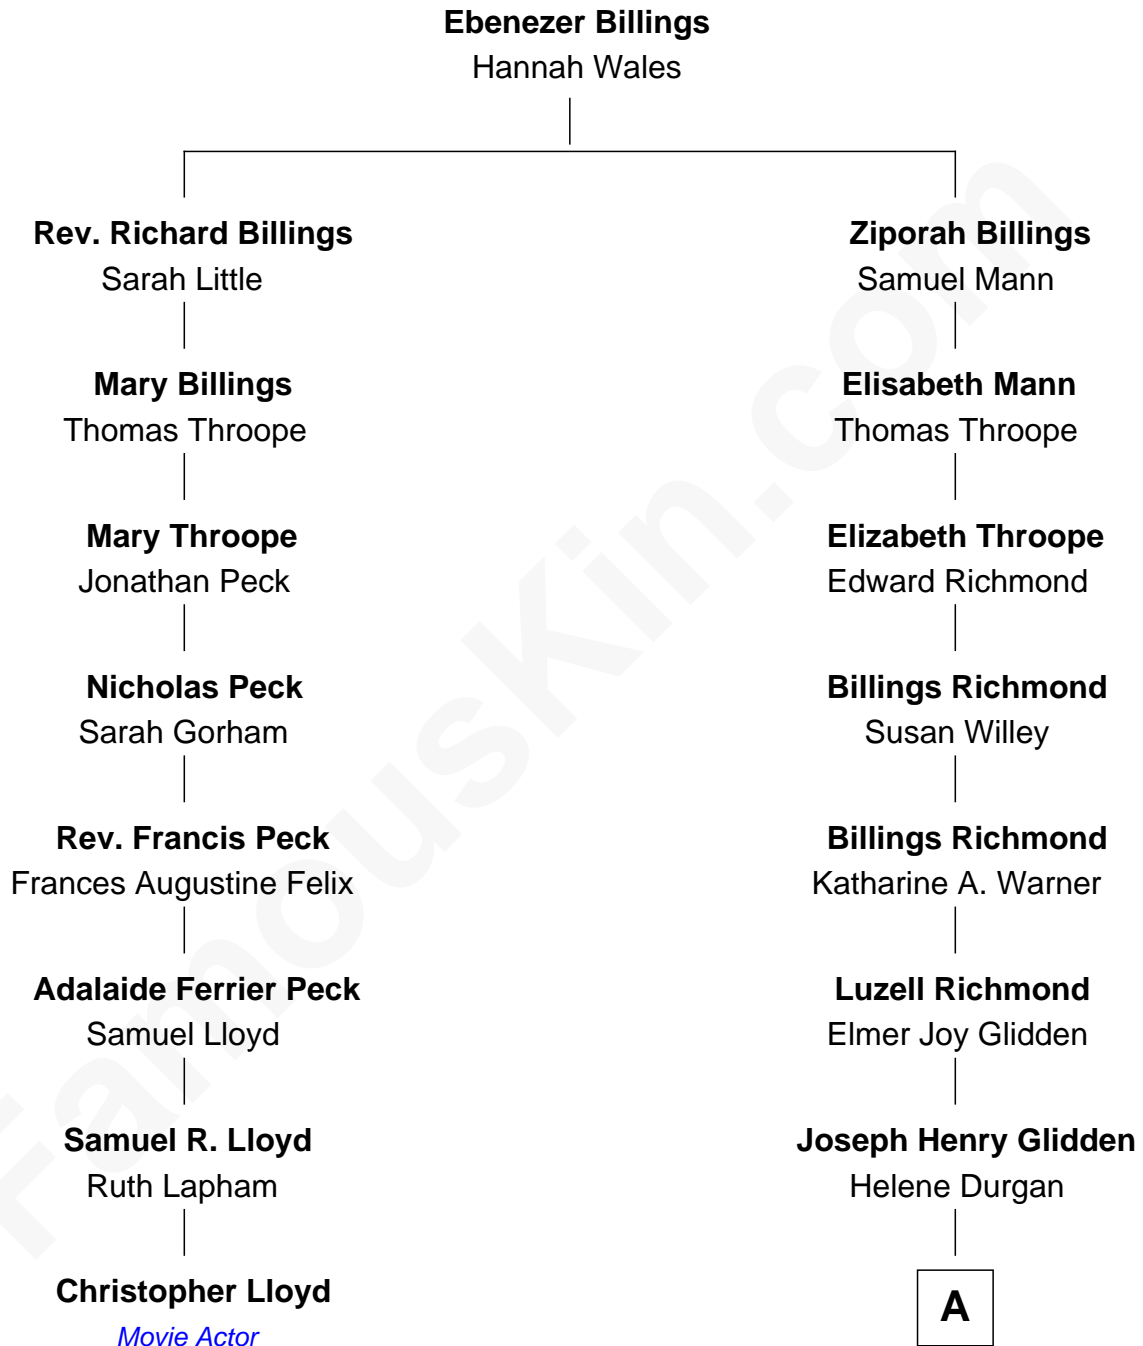 Ebenezer Billings
Hannah Wales
Rev. Richard Billings
Sarah Little
Ziporah Billings
Samuel Mann
Mary Billings
Thomas Throope
Elisabeth Mann
Thomas Throope
Mary Throope
Jonathan Peck
Elizabeth Throope
Edward Richmond
Nicholas Peck
Sarah Gorham
Billings Richmond
Susan Willey
Rev. Francis Peck
Frances Augustine Felix
Billings Richmond
Katharine A. Warner
Adalaide Ferrier Peck
Samuel Lloyd
Luzell Richmond
Elmer Joy Glidden
Samuel R. Lloyd
Ruth Lapham
Joseph Henry Glidden
Helene Durgan
Christopher Lloyd
Movie Actor
A
FamousKin.com